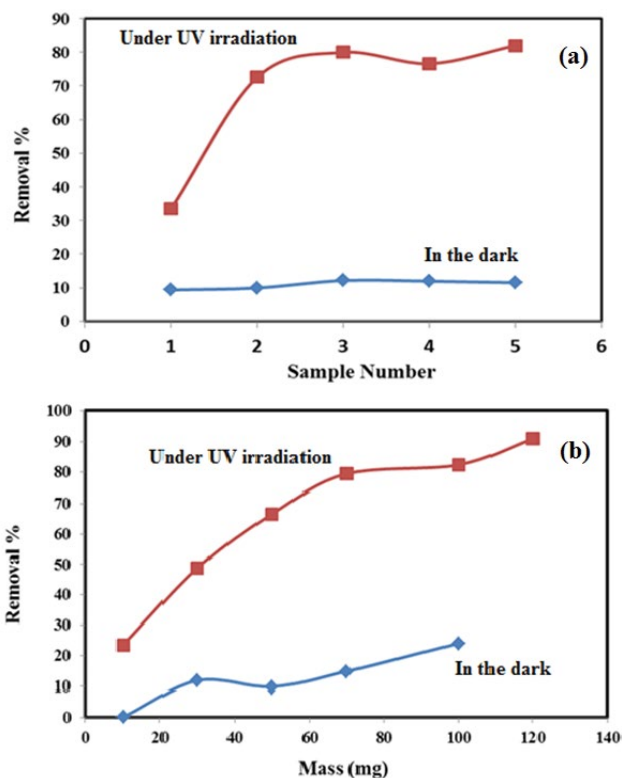 90
80
70
60
50
40
30
20
10
0
Removal %
Under UV irradiation
(a)
In the dark
0 1 2 3 4 5 6
Sample Number
100
90
80
70
60
50
40
30
20
10
0
Removal %
Under UV irradiation
(b)
In the dark
0 20 40 60 80 100 120 140
Mass (mg)